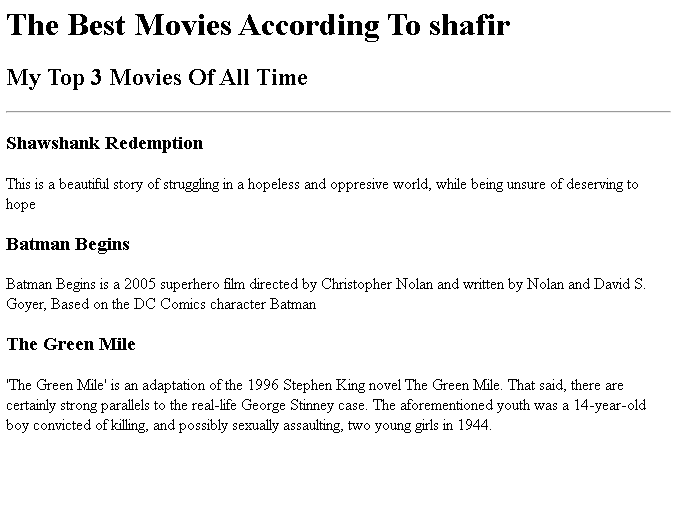 The Best Movies According To shafir
My Top 3 Movies Of All Time
Shawshank Redemption
This is a beautiful story of struggling in a hopeless and oppresive world, while being unsure of deserving to
hope
Batman Begins
Batman Begins is a 2005 superhero film directed by Christopher Nolan and written by Nolan and David S.
Goyer, Based on the DC Comics character Batman
The Green Mile
'The Green Mile' is an adaptation of the 1996 Stephen King novel The Green Mile. That said, there are
certainly strong parallels to the real-life George Stinney case. The aforementioned youth was a 14-year-old
boy convicted of killing, and possibly sexually assaulting, two young girls in 1944.